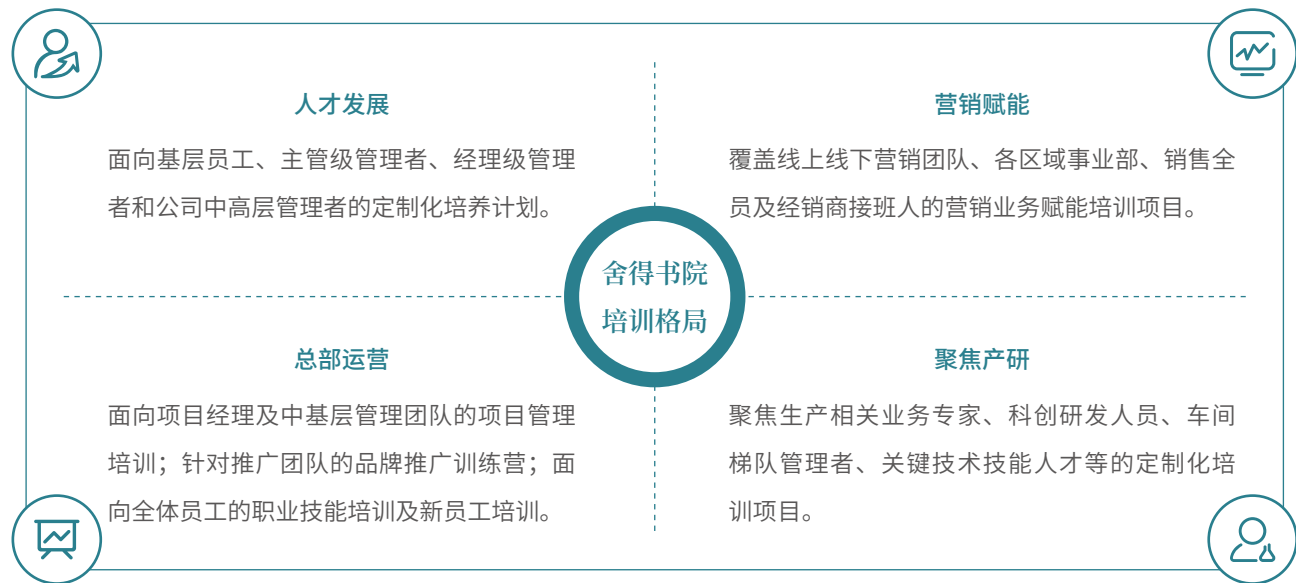 人才发展
面向基层员工、主管级管理者、经理级管理
者和公司中高层管理者的定制化培养计划。
营销赋能
覆盖线上线下营销团队、各区域事业部、销售全
员及经销商接班人的营销业务赋能培训项目。
舍得书院
培训格局
总部运营
面向项目经理及中基层管理团队的项目管理
培训；针对推广团队的品牌推广训练营；面
向全体员工的职业技能培训及新员工培训。
聚焦产研
聚焦生产相关业务专家、科创研发人员、车间
梯队管理者、关键技术技能人才等的定制化培
训项目。